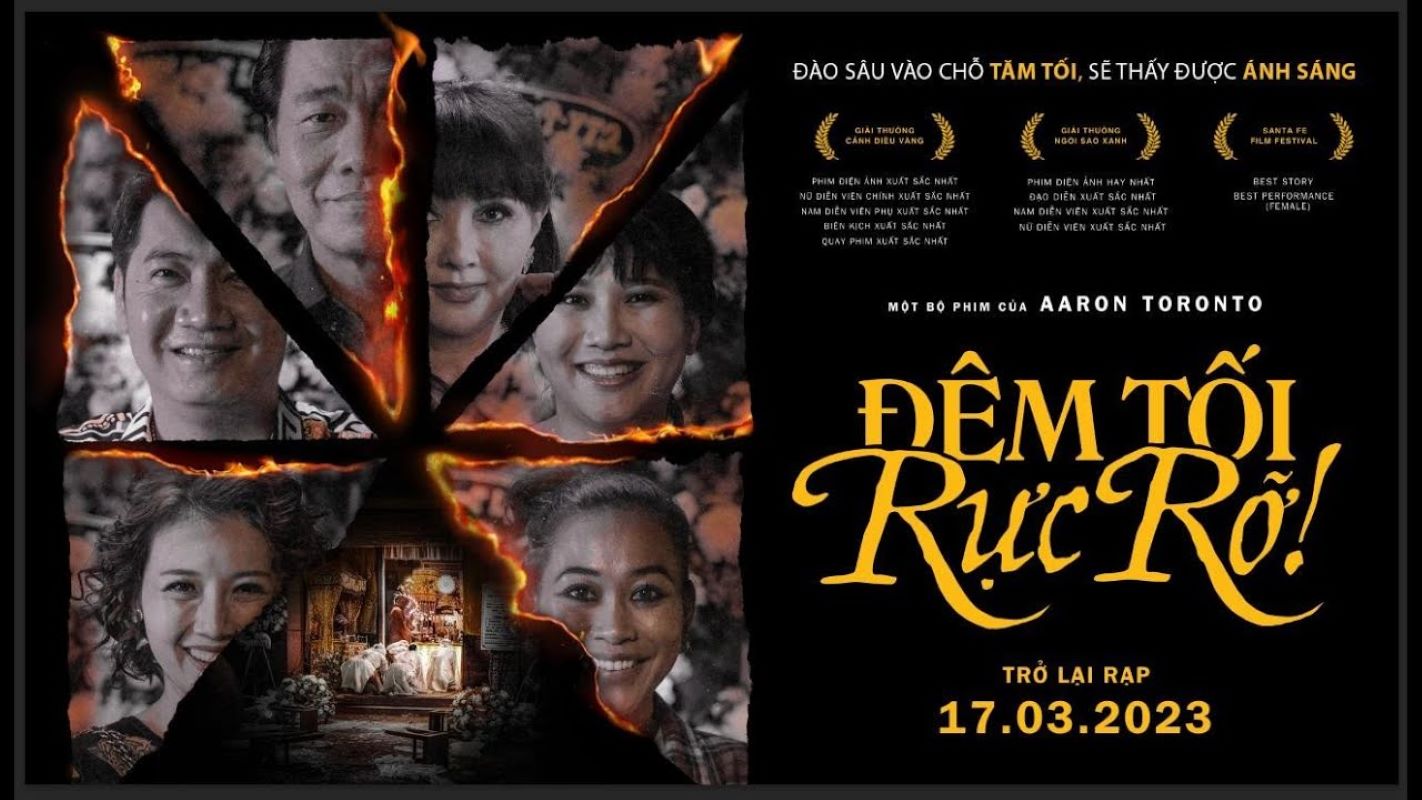 ĐÀO SÂU VÀO CHỖ TĂM TỐI, SẼ THẤY ĐƯỢC ÁNH SÁNG
GIẢI THƯỞNG
CÁNH DIỀU VÀNG
PHIM ĐIỆN ẢNH XUẤT SẮC NHẤT
NỮ DIỄN VIÊN CHÍNH XUẤT SẮC NHẤT
NAM DIỄN VIÊN PHỤ XUẤT SẮC NHẤT
BIÊN KỊCH XUẤT SẮC NHẤT
QUAY PHIM XUẤT SẮC NHẤT
GIẢI THƯỞNG
NGÔI SAO XANH
PHIM ĐIỆN ẢNH HAY NHẤT
ĐẠO DIỄN XUẤT SẮC NHẤT
NAM DIỄN VIÊN XUẤT SẮC NHẤT
NỮ DIỄN VIÊN XUẤT SẮC NHẤT
SANTA FE
FILM FESTIVAL
BEST STORY
BEST PERFORMANCE
(FEMALE)
MỘT BỘ PHIM CỦA AARON TORONTO
ĐÊM TỐI
RỰC RỠ!
TRỞ LẠI RẠP
17.03.2023